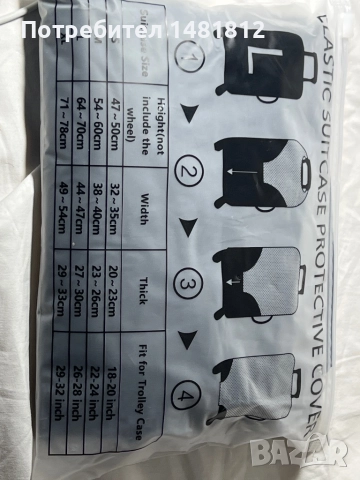 ELASTIC SUITCASE PROTECTIVE COVER
L
1
2
3
4
Suitcase Size
Height(not include the wheel)
Width
Thick
Fit for Trolley Case
S
47~50cm
32~35cm
20~23cm
18-20 inch
M
54~60cm
38~40cm
23~26cm
22-24 inch
64~70cm
44~47cm
27~30cm
26-28 inch
71~78cm
49~54cm
29~33cm
29-32 inch
1481812
BAZAR